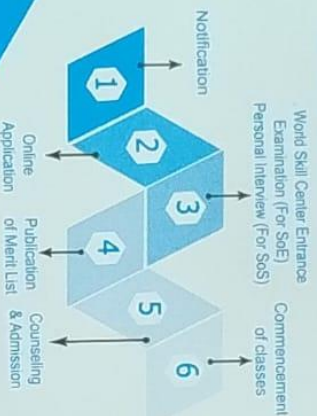 Notification
1
Online
Application
2
World Skill Center Entrance
Examination (For SoE)
Personal Interview (For SoS)
3
Publication
of Merit List
4
Counseling
& Admission
5
Commencement
of classes
6